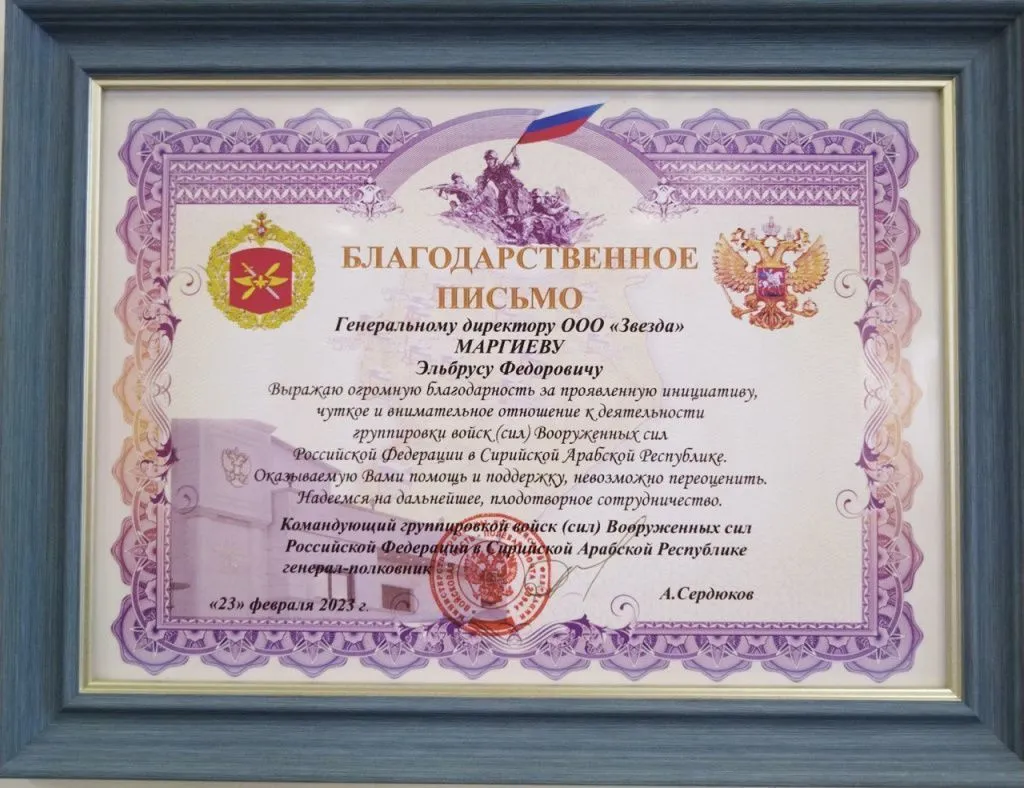 БЛАГОДАРСТВЕННОЕ
ПИСЬМО
Генеральному директору ООО «Звезда»
МАРГИЕВУ
Эльбрусу Федоровичу
Выражаю огромную благодарность за проявленную инициативу,
чуткое и внимательное отношение к деятельности
группировки войск (сил) Вооруженных сил
Российской Федерации в Сирийской Арабской Республике.
Оказываемую Вами помощь и поддержку, невозможно переоценить.
Надеемся на дальнейшее, плодотворное сотрудничество.
Командующий группировкой войск (сил) Вооруженных сил
Российской Федерации в Сирийской Арабской Республике
генерал-полковник
А.Сердюков
«23» февраля 2023 г.